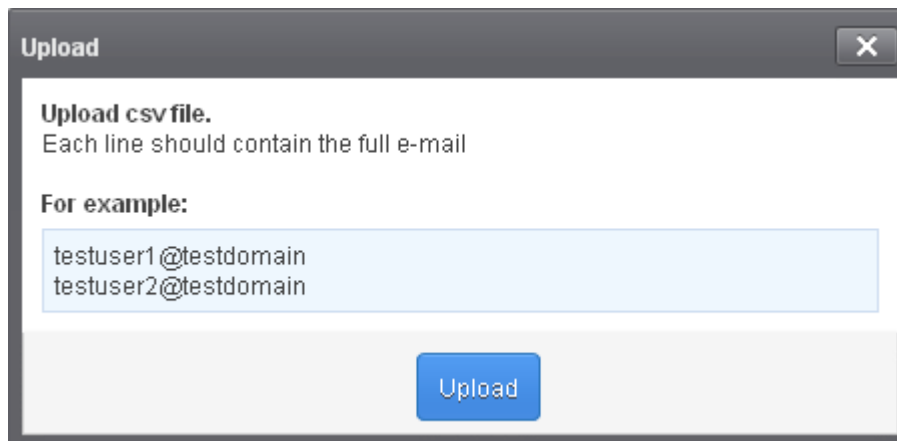 Upload
Upload csv file.
Each line should contain the full e-mail
For example:
testuser1@testdomain
testuser2@testdomain
Upload